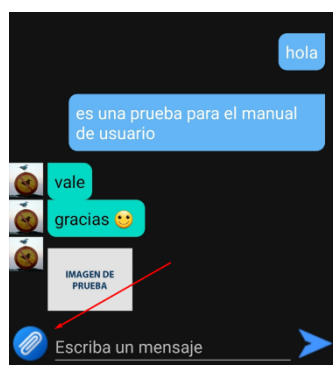 hola
es una prueba para el manual
de usuario
vale
gracias
IMAGEN DE
PRUEBA
Escriba un mensaje